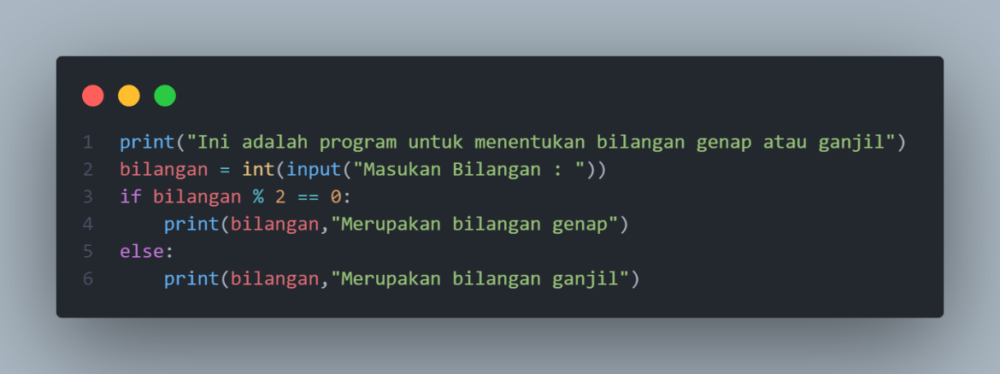 1 print("Ini adalah program untuk menentukan bilangan genap atau ganjil")
2 bilangan = int(input("Masukan Bilangan : "))
3 if bilangan % 2 == 0:
4     print(bilangan,"Merupakan bilangan genap")
5 else:
6     print(bilangan,"Merupakan bilangan ganjil")